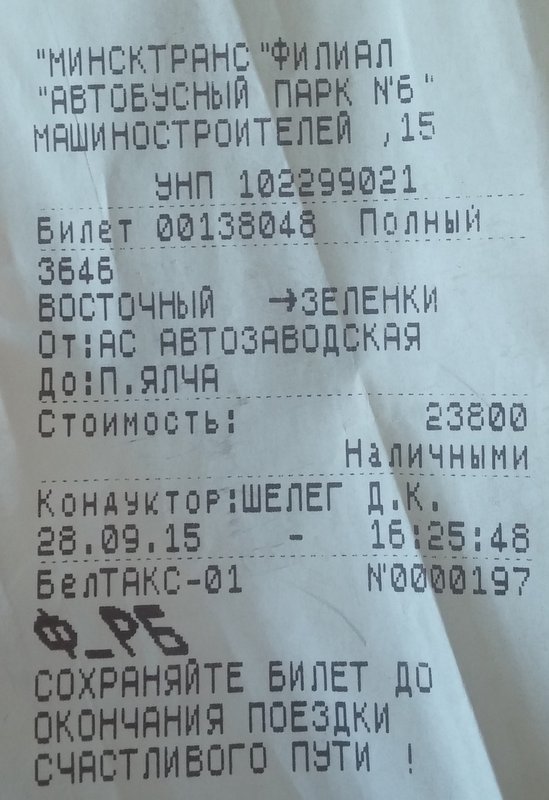 "МИНСКТРАНС"ФИЛИАЛ
"АВТОБУСНЫЙ ПАРК №6"
МАШИНОСТРОИТЕЛЕЙ ,15
УНП 102299021
Билет 00138048 Полный
3646
ВОСТОЧНЫЙ →ЗЕЛЕНКИ
От:АС АВТОЗАВОДСКАЯ
До:П.ЯЛЧА
Стоимость: 23800
Наличными
Кондуктор:ШЕЛЕГ Д.К.
28.09.15 - 16:25:48
БелТАКС-01 №0000197
Ф_РБ
СОХРАНЯЙТЕ БИЛЕТ ДО
ОКОНЧАНИЯ ПОЕЗДКИ
СЧАСТЛИВОГО ПУТИ !